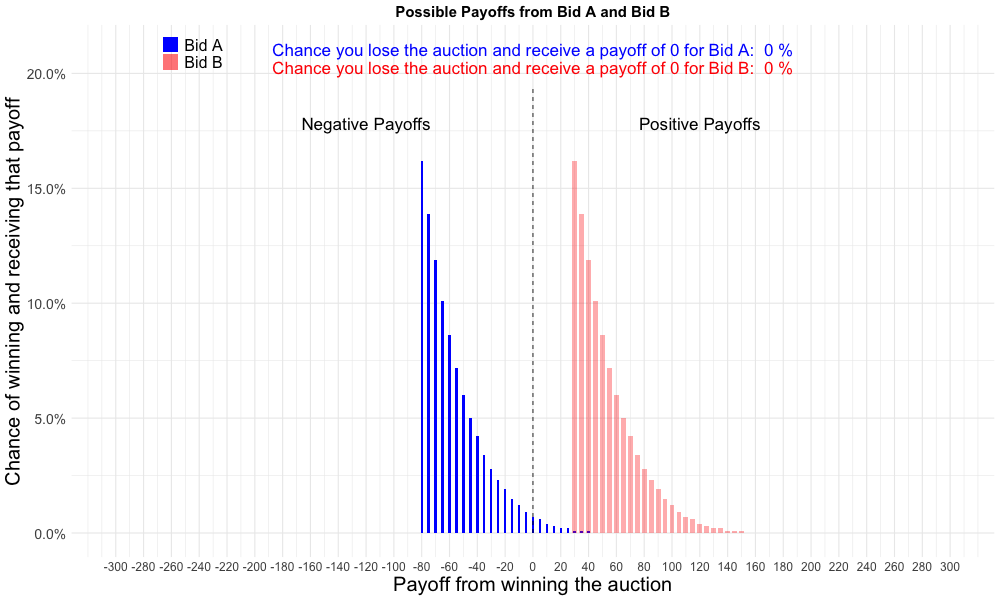 Possible Payoffs from Bid A and Bid B
Bid A
Bid B
Chance you lose the auction and receive a payoff of 0 for Bid A:  0 %
Chance you lose the auction and receive a payoff of 0 for Bid B:  0 %
Negative Payoffs
Positive Payoffs
Chance of winning and receiving that payoff
20.0%
15.0%
10.0%
5.0%
0.0%
-300 -280 -260 -240 -220 -200 -180 -160 -140 -120 -100 -80 -60 -40 -20 0 20 40 60 80 100 120 140 160 180 200 220 240 260 280 300
Payoff from winning the auction